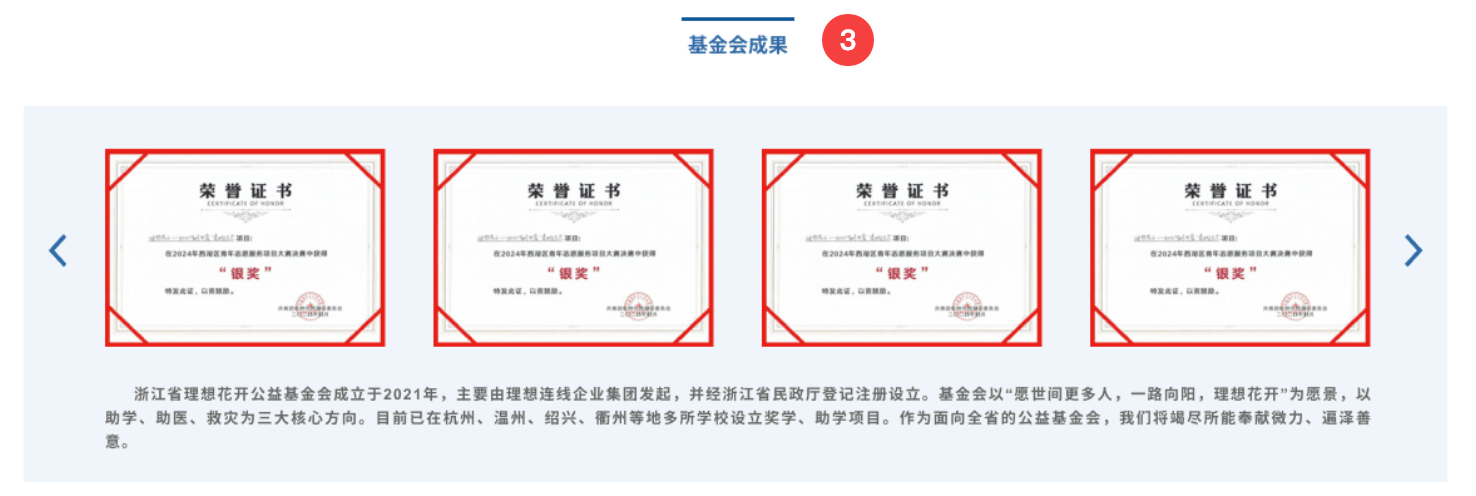 基金会成果
3
荣誉证书
CERTIFICATE OF HONOR
项目:
在2024年西湖区青年志愿服务项目大赛决赛中获得
“银奖”
特发此证，以资鼓励。
荣誉证书
CERTIFICATE OF HONOR
项目:
在2024年西湖区青年志愿服务项目大赛决赛中获得
“银奖”
特发此证，以资鼓励。
荣誉证书
CERTIFICATE OF HONOR
项目:
在2024年西湖区青年志愿服务项目大赛决赛中获得
“银奖”
特发此证，以资鼓励。
荣誉证书
CERTIFICATE OF HONOR
项目:
在2024年西湖区青年志愿服务项目大赛决赛中获得
“银奖”
特发此证，以资鼓励。
浙江省理想花开公益基金会成立于2021年，主要由理想连线企业集团发起，并经浙江省民政厅登记注册设立。基金会以“愿世间更多人，一路向阳，理想花开”为愿景，以
助学、助医、救灾为三大核心方向。目前已在杭州、温州、绍兴、衢州等地多所学校设立奖学、助学项目。作为面向全省的公益基金会，我们将竭尽所能奉献微力、遍泽善
意。